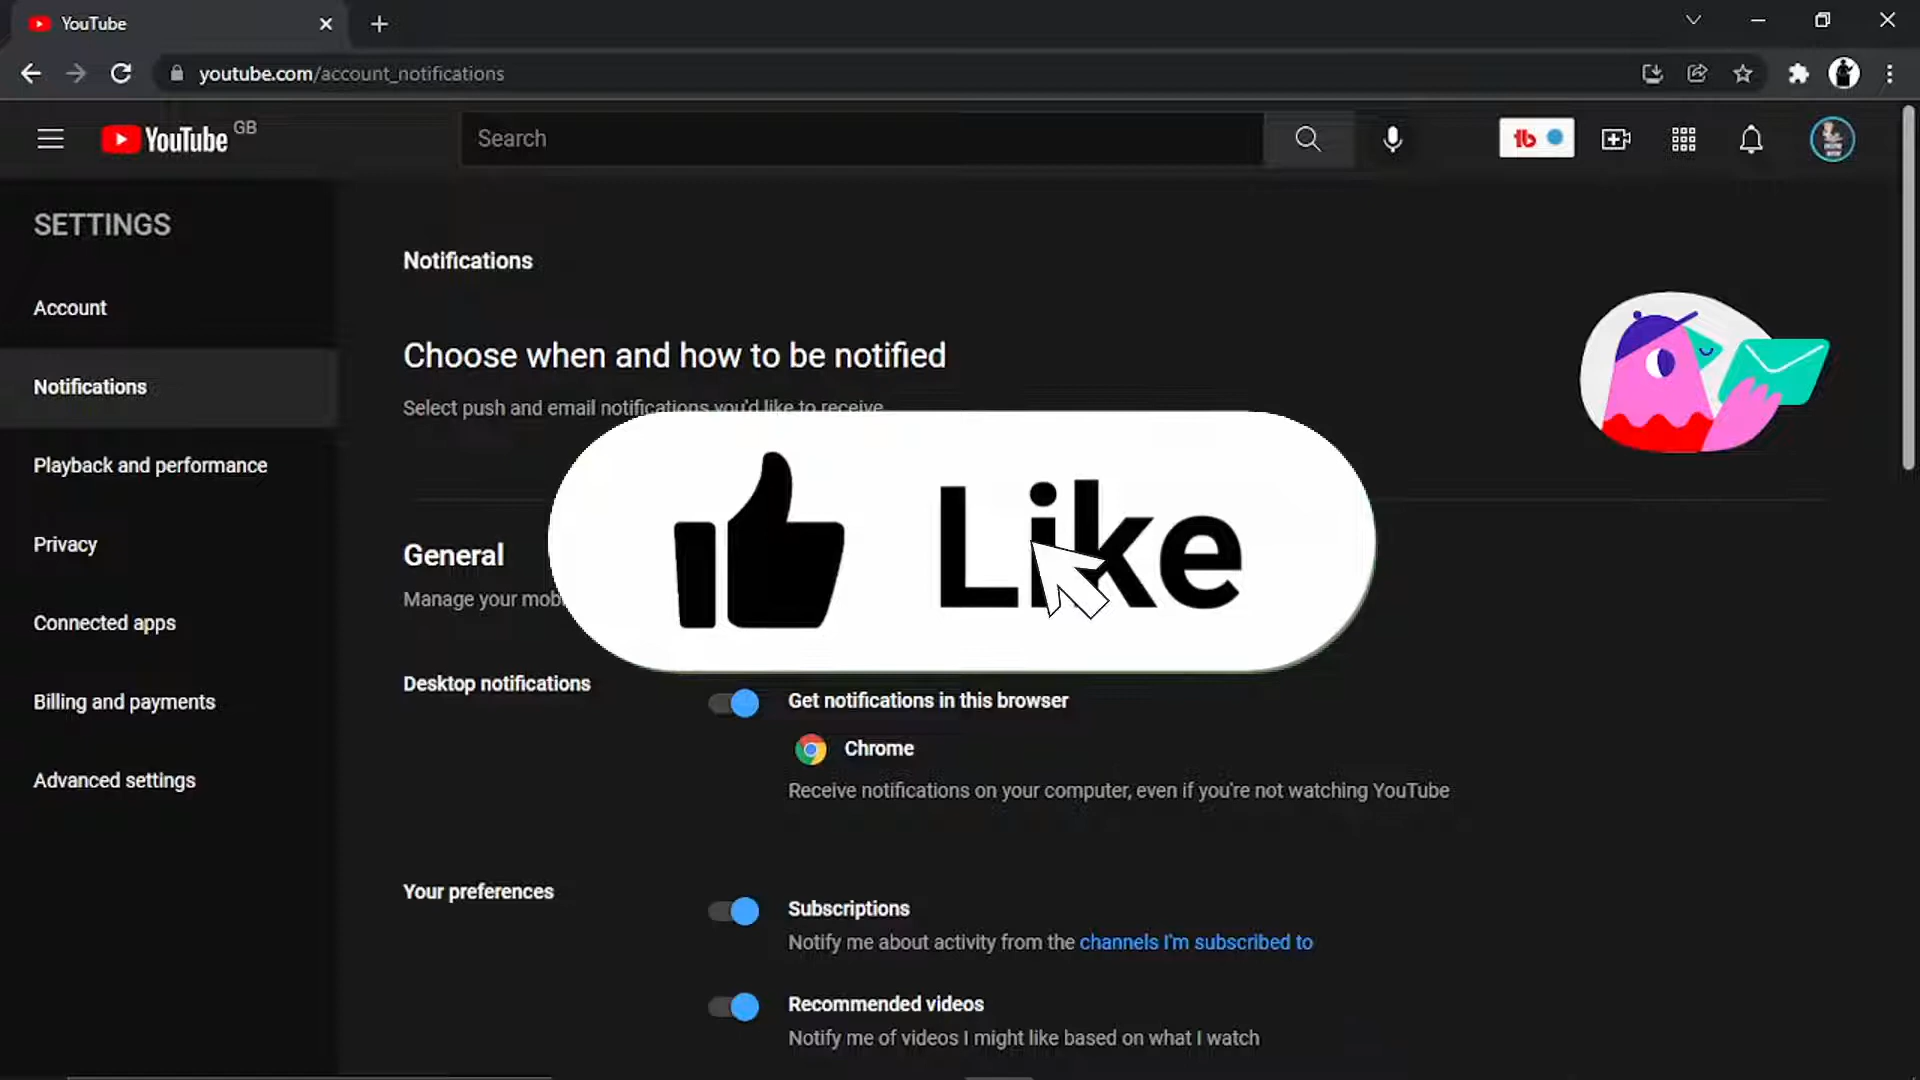 YouTube
youtube.com/account_notifications
YouTube GB
Search
SETTINGS
Account
Notifications
Playback and performance
Privacy
Connected apps
Billing and payments
Advanced settings
Notifications
Choose when and how to be notified
Select push and email notifications you'd like to receive
General
Manage your mob
Like
Desktop notifications
Get notifications in this browser
Chrome
Receive notifications on your computer, even if you're not watching YouTube
Your preferences
Subscriptions
Notify me about activity from the channels I'm subscribed to
Recommended videos
Notify me of videos I might like based on what I watch